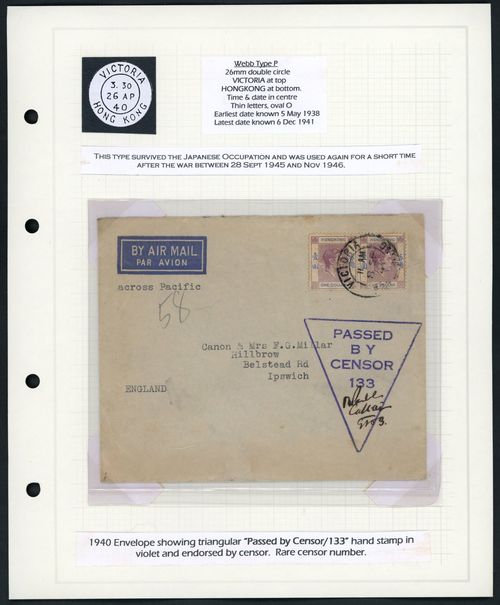 VICTORIA
3. 30
26 AP
40
HONG KONG
Webb Type P
26mm double circle
VICTORIA at top
HONGKONG at bottom.
Time & date in centre
Thin letters, oval O
Earliest date known 5 May 1938
Latest date known 6 Dec 1941
THIS TYPE SURVIVED THE JAPANESE OCCUPATION AND WAS USED AGAIN FOR A SHORT TIME
AFTER THE WAR BETWEEN 28 SEPT 1945 AND NOV 1946.
BY AIR MAIL
PAR AVION
across Pacific
58
HONGKONG
HONGKONG
VICTORIA
Canon & Mrs F.G.Millar
Hillbrow
Belstead Rd
Ipswich
ENGLAND
PASSED
BY
CENSOR
133
1940 Envelope showing triangular "Passed by Censor/133" hand stamp in
violet and endorsed by censor. Rare censor number.